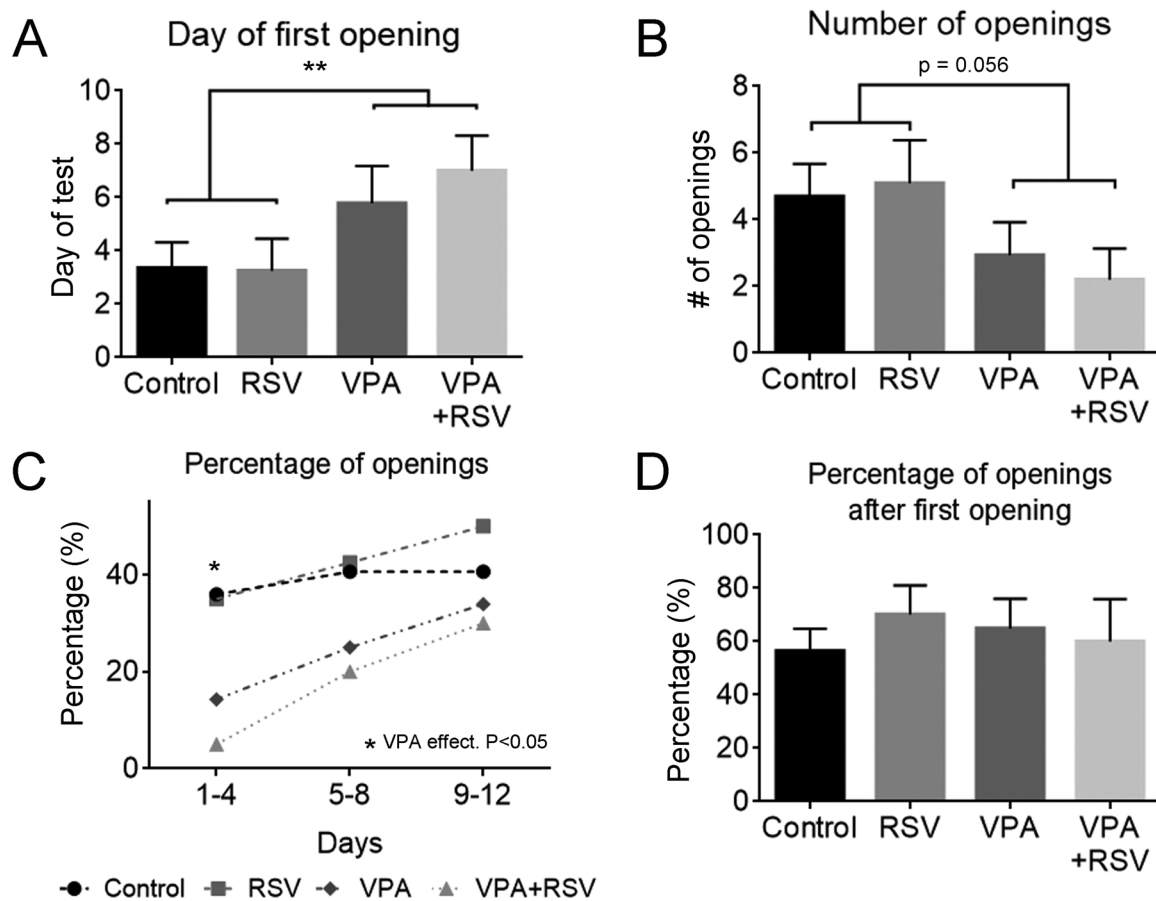 A
Day of first opening
**
Day of test
10
8
6
4
2
0
Control
RSV
VPA
VPA
+RSV
B
Number of openings
p = 0.056
# of openings
8
6
4
2
0
Control
RSV
VPA
VPA
+RSV
C
Percentage of openings
Percentage (%)
40
20
0
*
* VPA effect. P<0.05
1-4
5-8
9-12
Days
Control
RSV
VPA
VPA+RSV
D
Percentage of openings
after first opening
Percentage (%)
100
80
60
40
20
0
Control
RSV
VPA
VPA
+RSV